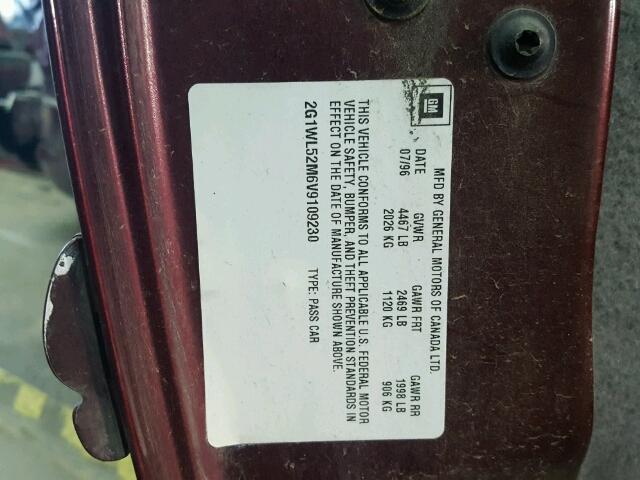 GM
MFD BY GENERAL MOTORS OF CANADA LTD.
DATE GVWR GAWR FRT GAWR RR
07/96 4467 LB 2469 LB 1998 LB
2026 KG 1120 KG 906 KG
THIS VEHICLE CONFORMS TO ALL APPLICABLE U.S. FEDERAL MOTOR
VEHICLE SAFETY, BUMPER, AND THEFT PREVENTION STANDARDS IN
EFFECT ON THE DATE OF MANUFACTURE SHOWN ABOVE.
2G1WL52M6V9109230 TYPE: PASS CAR